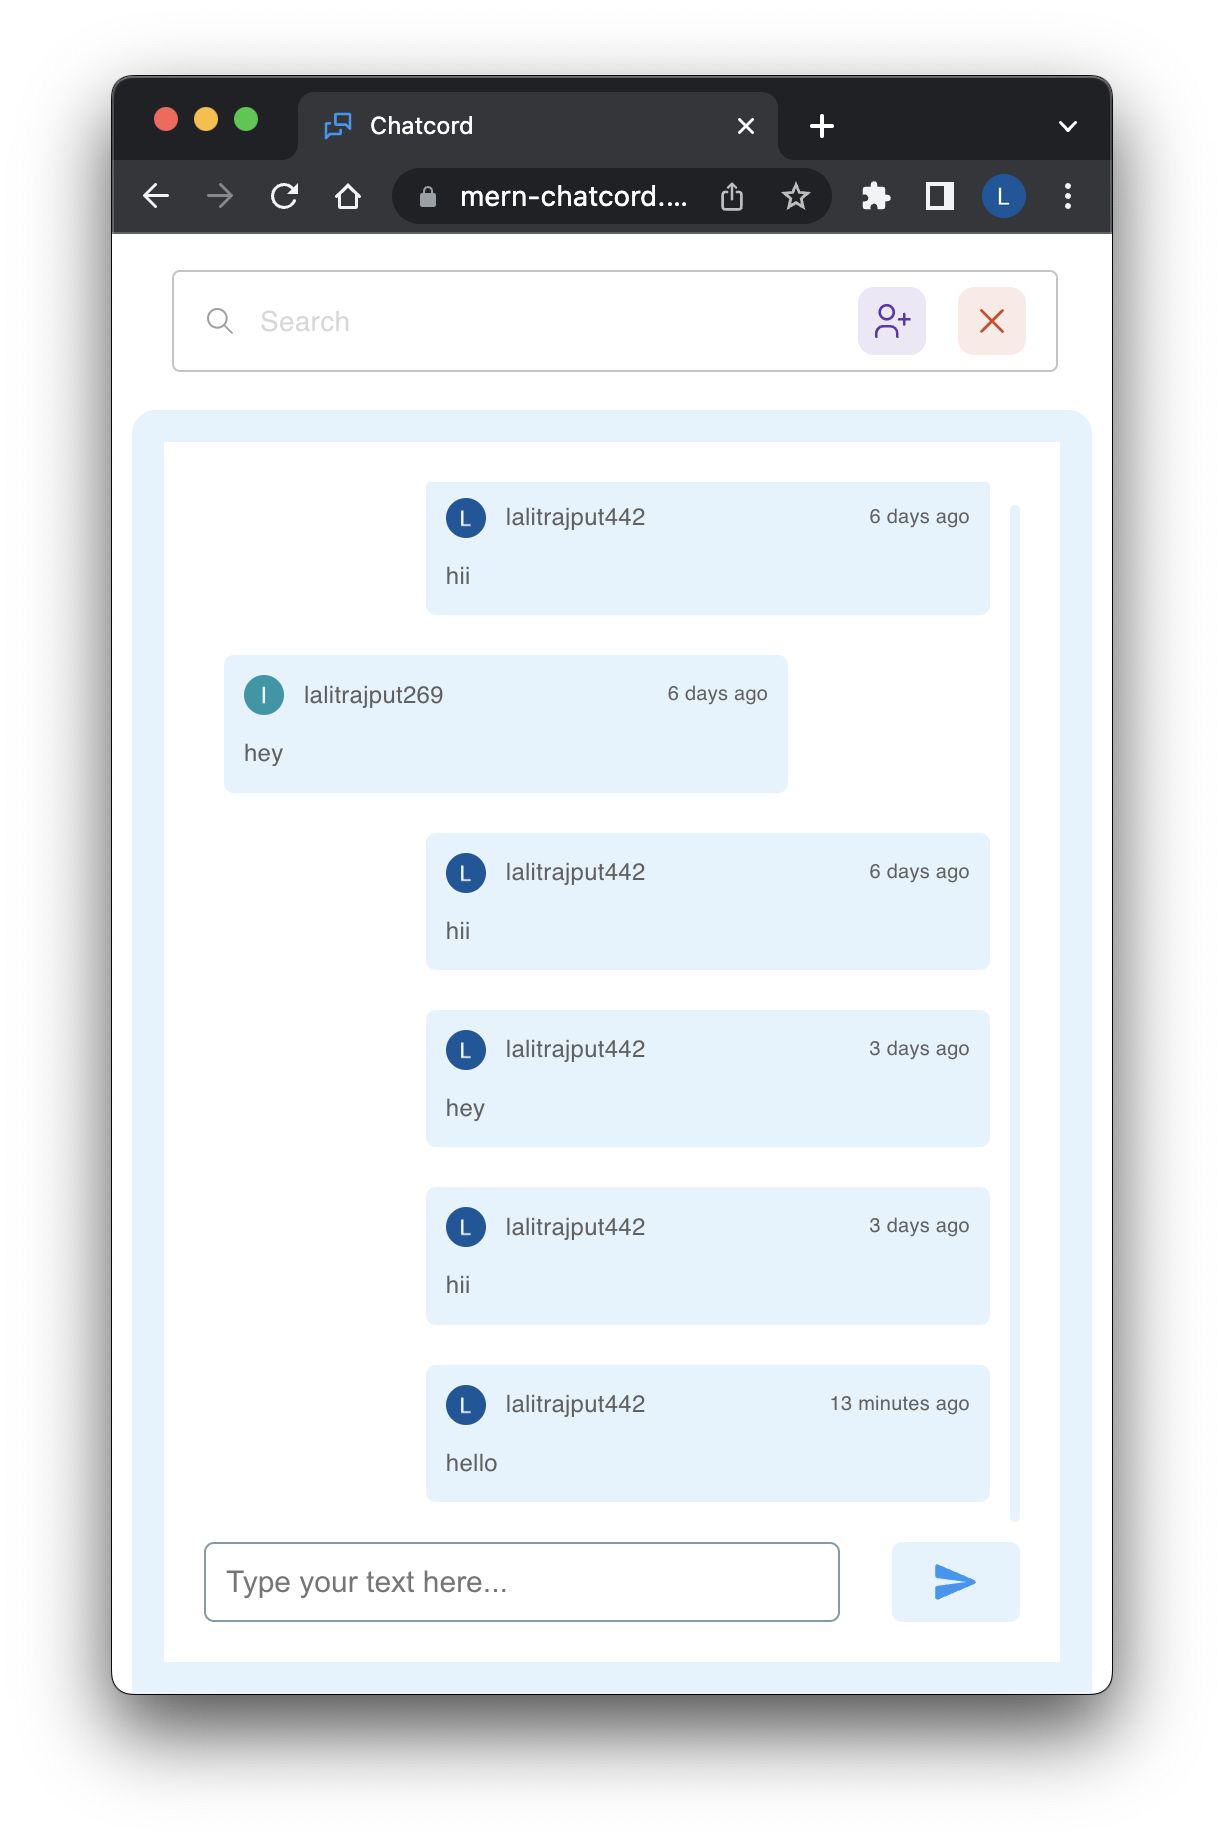 Chatcord
mern-chatcord....
L
Search
L lalitrajput442 6 days ago
hii
l lalitrajput269 6 days ago
hey
L lalitrajput442 6 days ago
hii
L lalitrajput442 3 days ago
hey
L lalitrajput442 3 days ago
hii
L lalitrajput442 13 minutes ago
hello
Type your text here...